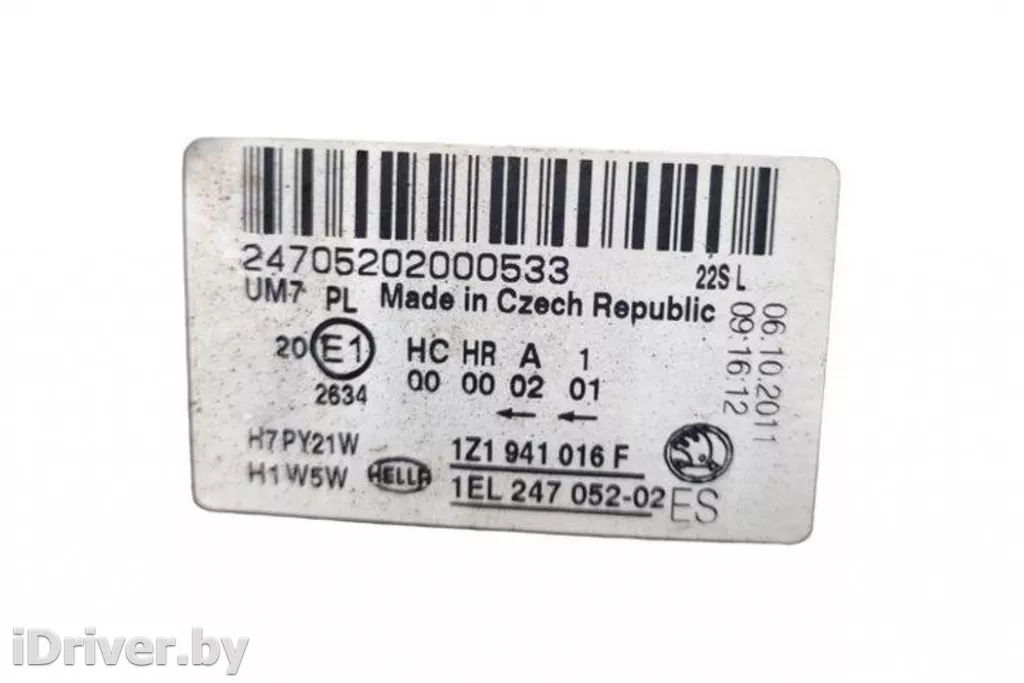 24705202000533
22S L
UM7 PL Made in Czech Republic
06.10.2011
09:16:12
20 E1 HC HR A 1
2634 00 00 02 01
← ←
H7 PY21W
H1 W5W HELLA
1Z1 941 016 F
1EL 247 052-02 ES
iDriver.by